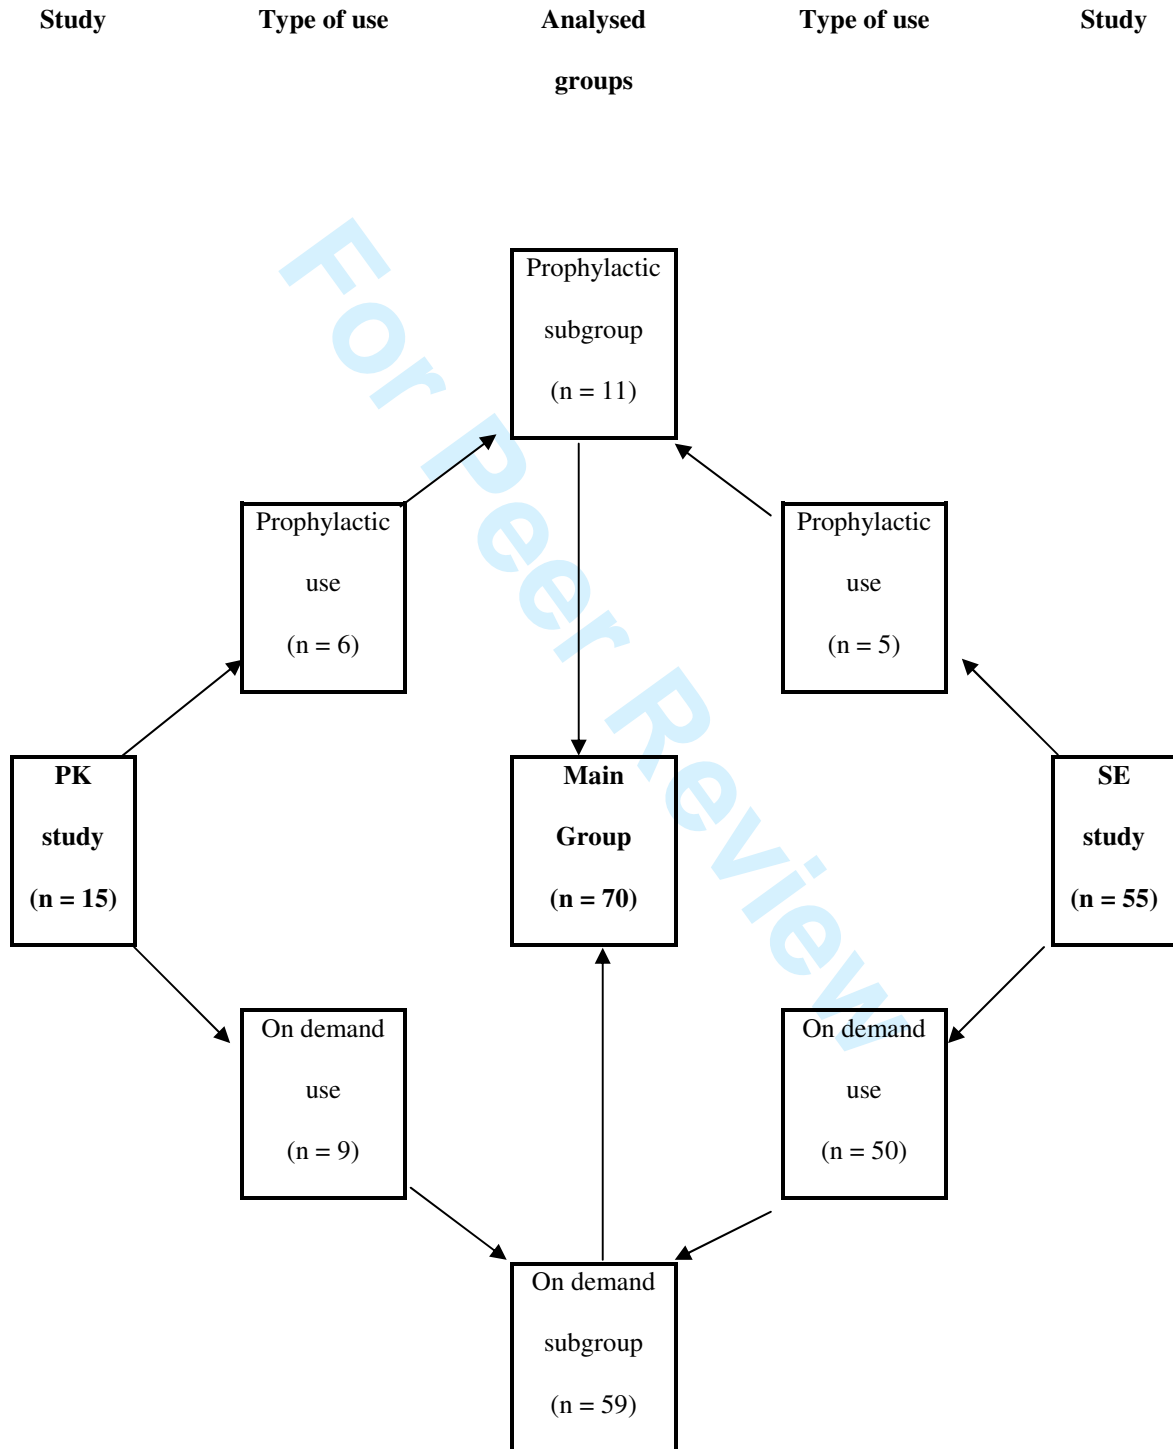 Study Type of use Analysed Type of use Study
groups
Prophylactic
subgroup
(n = 11)
Prophylactic
use
(n = 6)
Prophylactic
use
(n = 5)
PK
study
(n = 15)
Main
Group
(n = 70)
SE
study
(n = 55)
On demand
use
(n = 9)
On demand
use
(n = 50)
On demand
subgroup
(n = 59)
For Peer Review